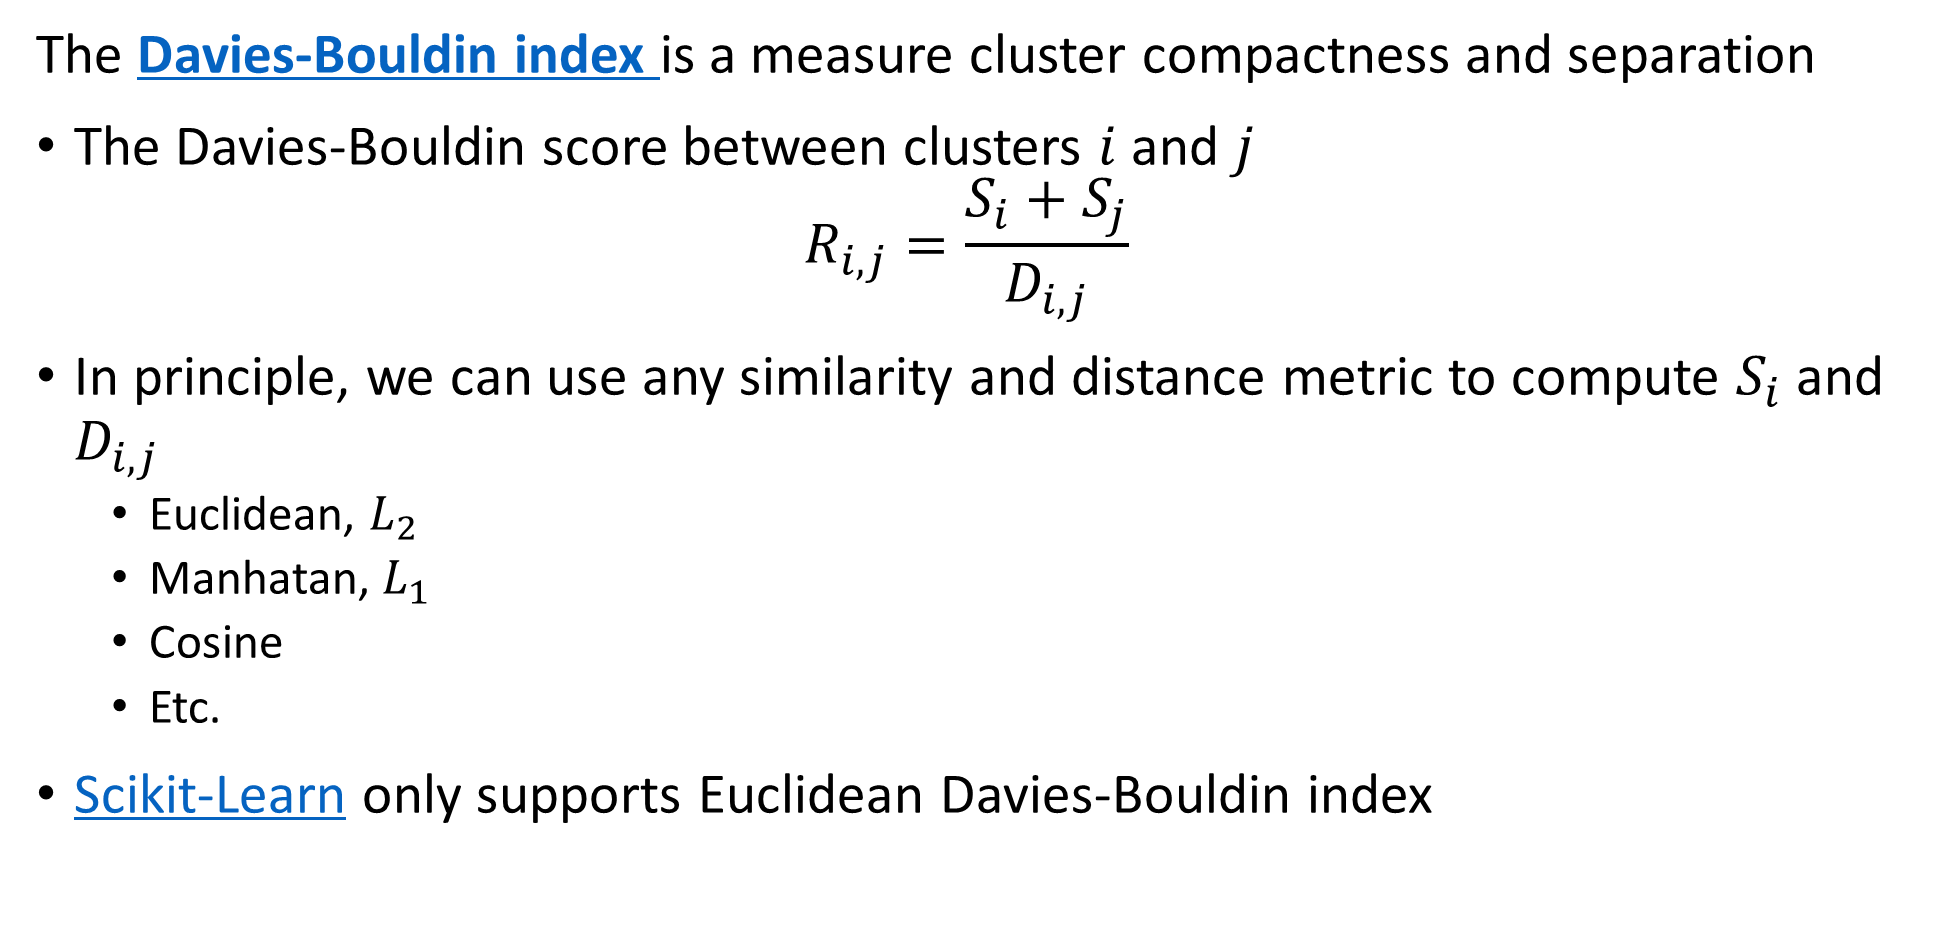 The Davies-Bouldin index is a measure cluster compactness and separation
• The Davies-Bouldin score between clusters i and j
R_{i,j} = \frac{S_i + S_j}{D_{i,j}}
• In principle, we can use any similarity and distance metric to compute S_i and
D_{i,j}
• Euclidean, L_2
• Manhatan, L_1
• Cosine
• Etc.
• Scikit-Learn only supports Euclidean Davies-Bouldin index